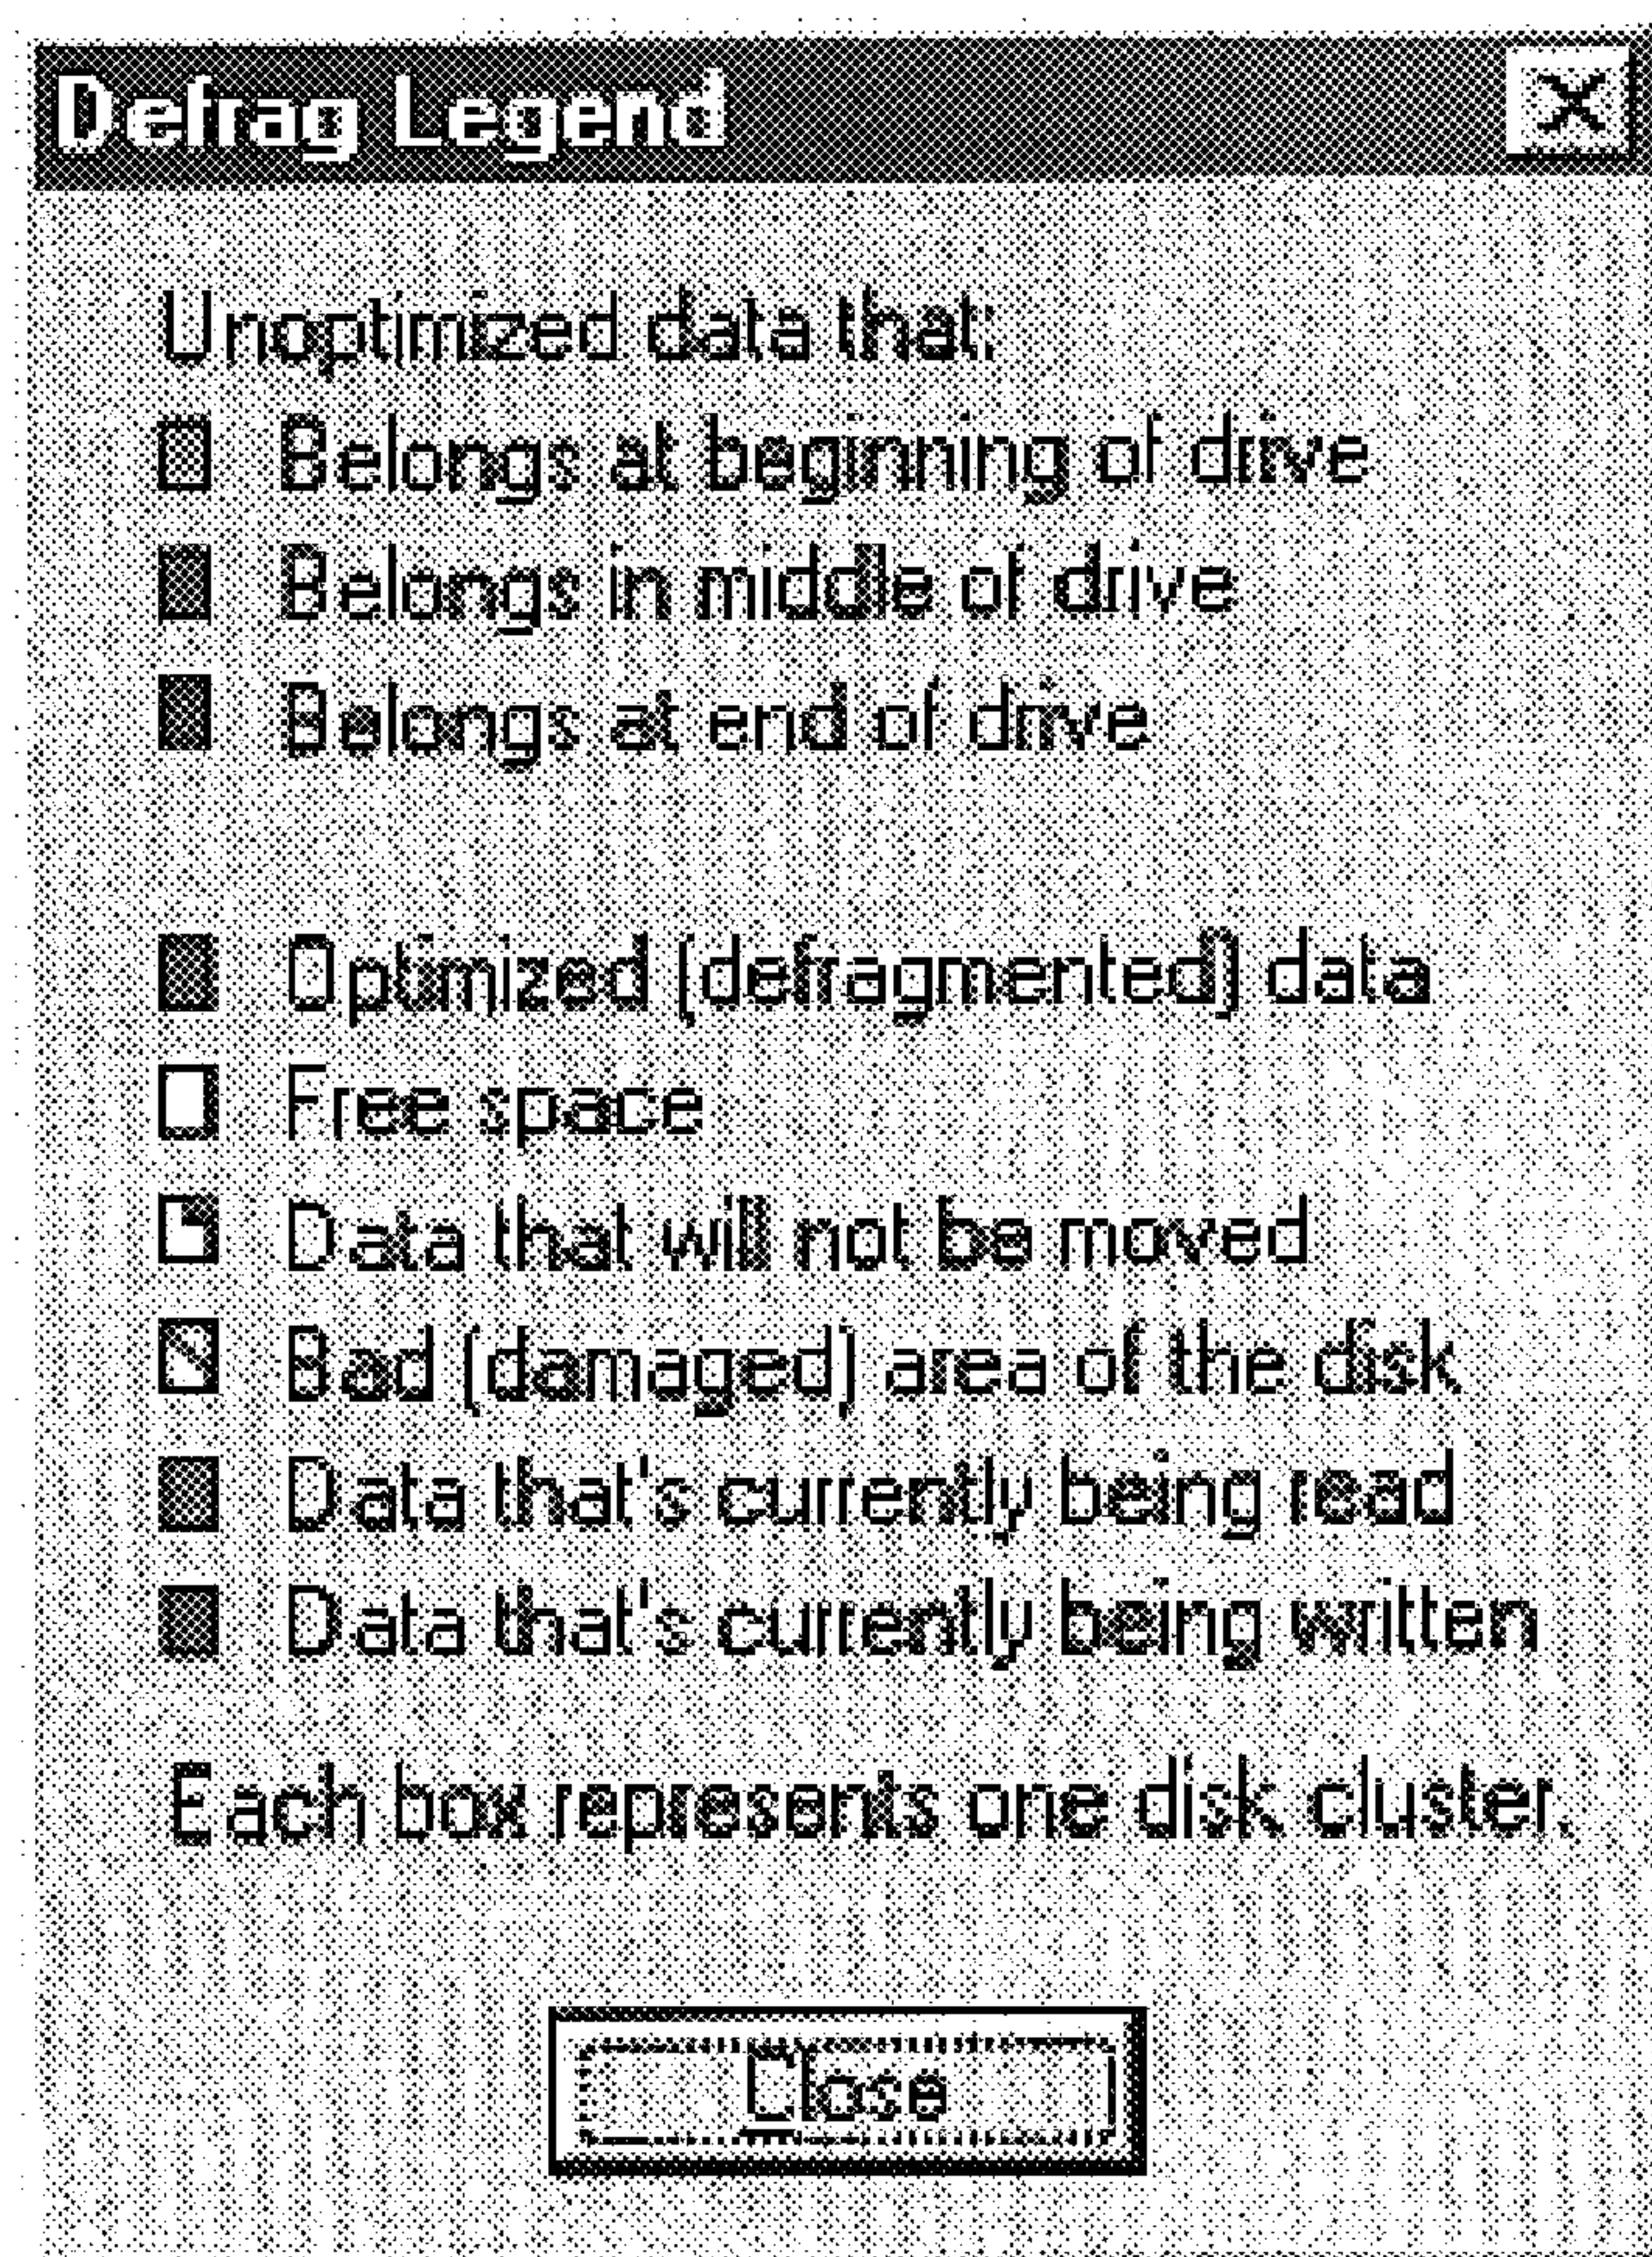 Defrag Legend
Unoptimized data that:
Belongs at beginning of drive
Belongs in middle of drive
Belongs at end of drive
Optimized (defragmented) data
Free space
Data that will not be moved
Bad (damaged) area of the disk
Data that's currently being read
Data that's currently being written
Each box represents one disk cluster.
Close